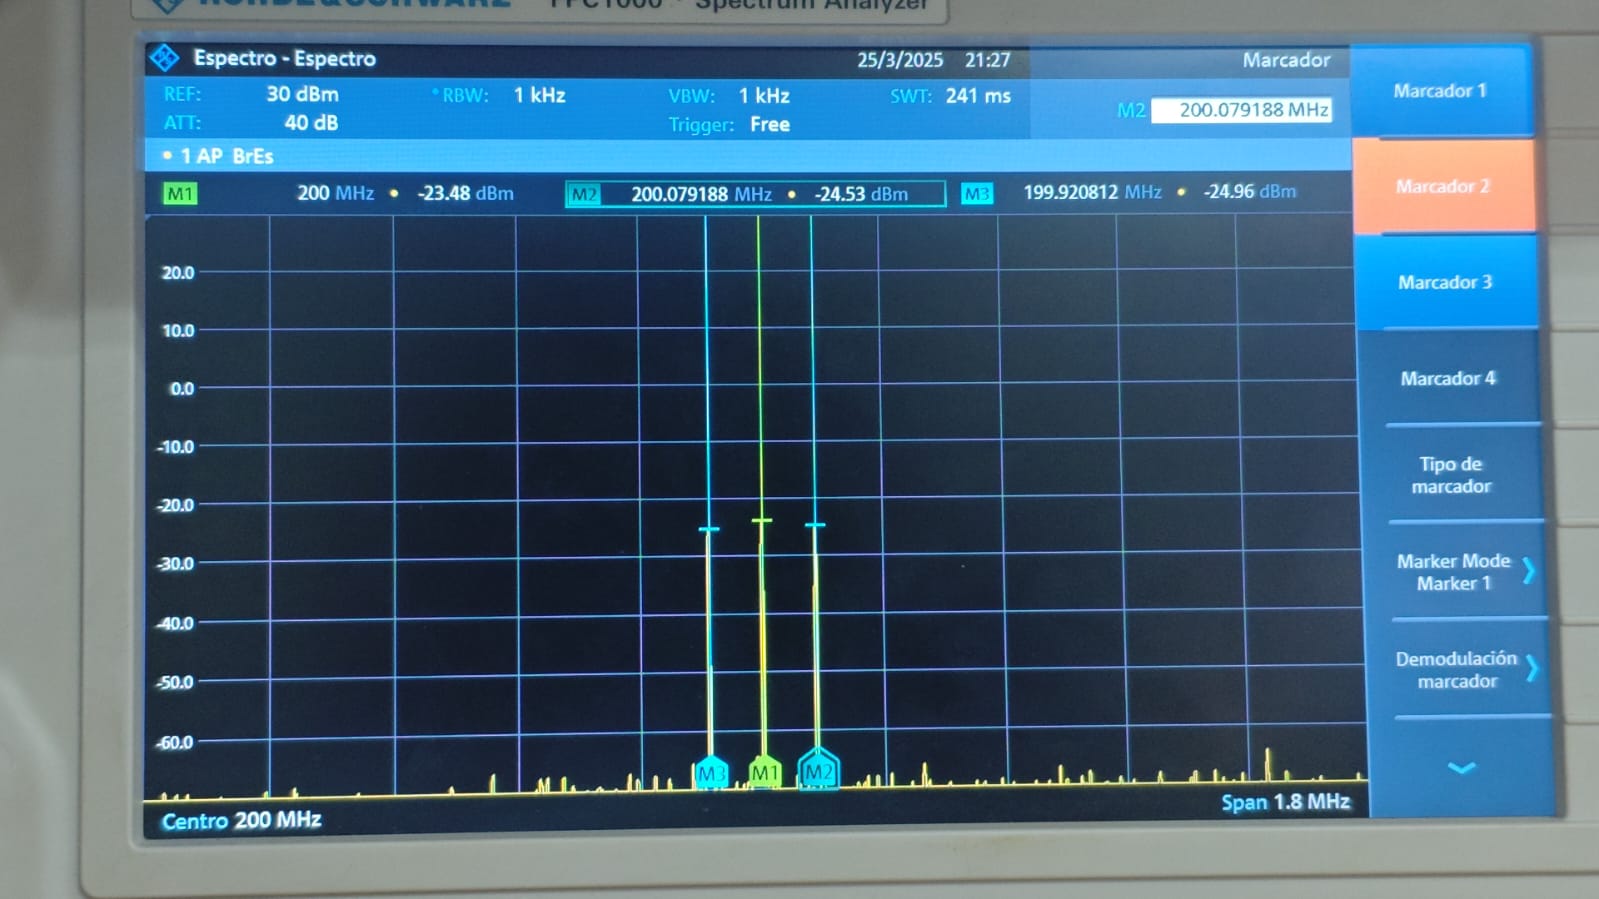 ROHDE&SCHWARZ FPC1000 · Spectrum Analyzer
Espectro - Espectro 25/3/2025 21:27 Marcador
REF: 30 dBm RBW: 1 kHz VBW: 1 kHz SWT: 241 ms
ATT: 40 dB Trigger: Free
M2 200.079188 MHz
1 AP BrEs
M1 200 MHz • -23.48 dBm M2 200.079188 MHz • -24.53 dBm M3 199.920812 MHz • -24.96 dBm
20.0
10.0
0.0
-10.0
-20.0
-30.0
-40.0
-50.0
-60.0
M3 M1 M2
Centro 200 MHz Span 1.8 MHz
Marcador 1
Marcador 2
Marcador 3
Marcador 4
Tipo de
marcador
Marker Mode
Marker 1
Demodulación
marcador